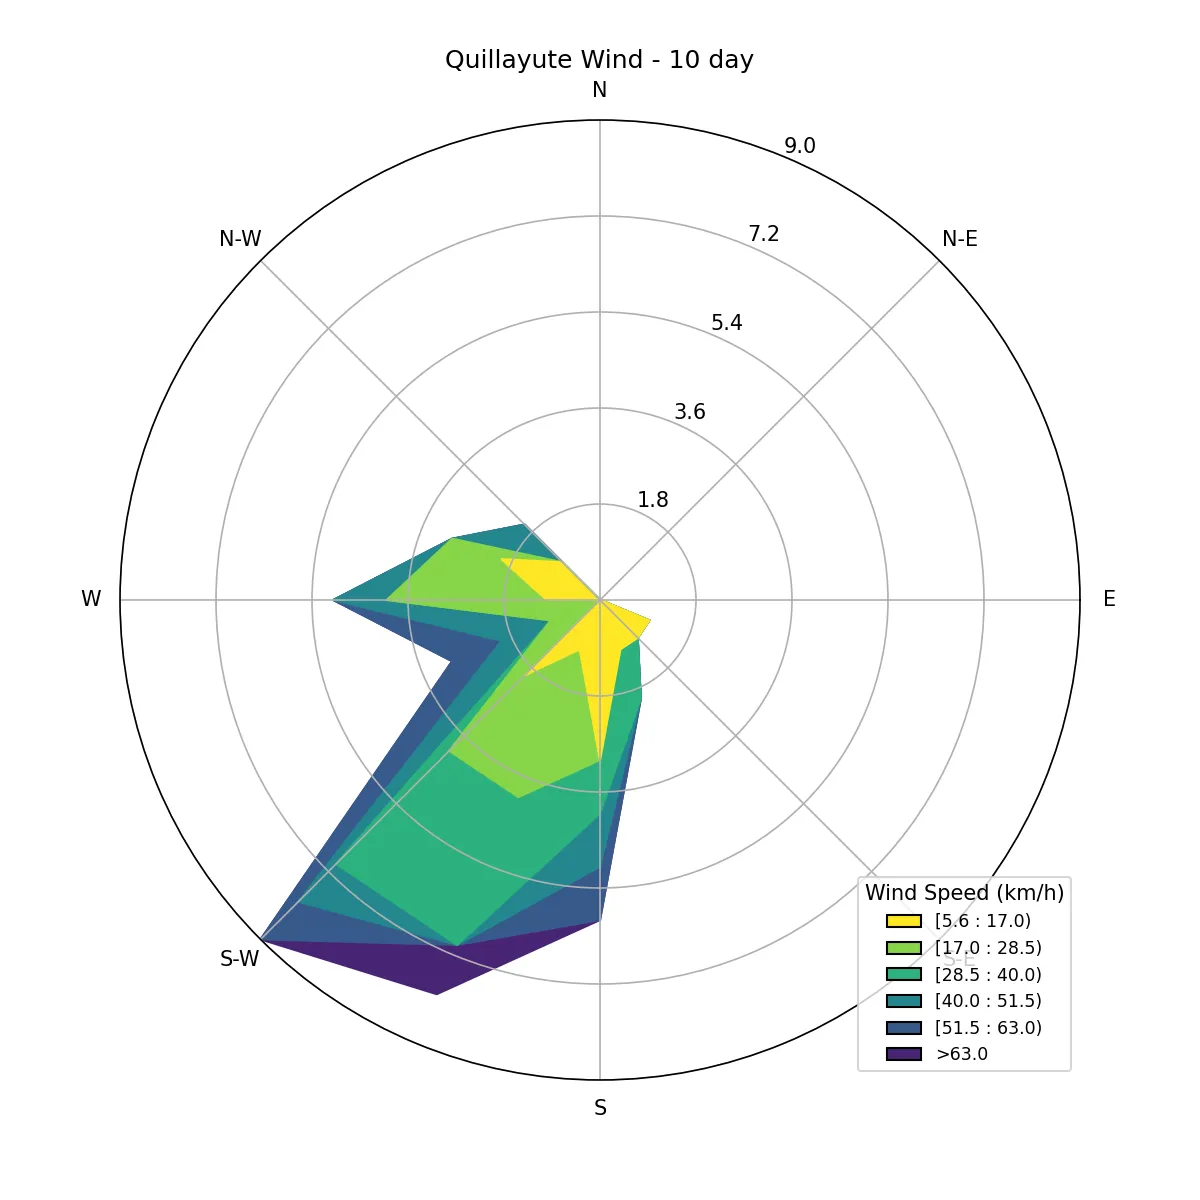 Quillayute Wind - 10 day
N
9.0
N-W
N-E
7.2
5.4
3.6
1.8
W
E
S-W
S-E
Wind Speed (km/h)
[5.6 : 17.0)
[17.0 : 28.5)
[28.5 : 40.0)
[40.0 : 51.5)
[51.5 : 63.0)
>63.0
S